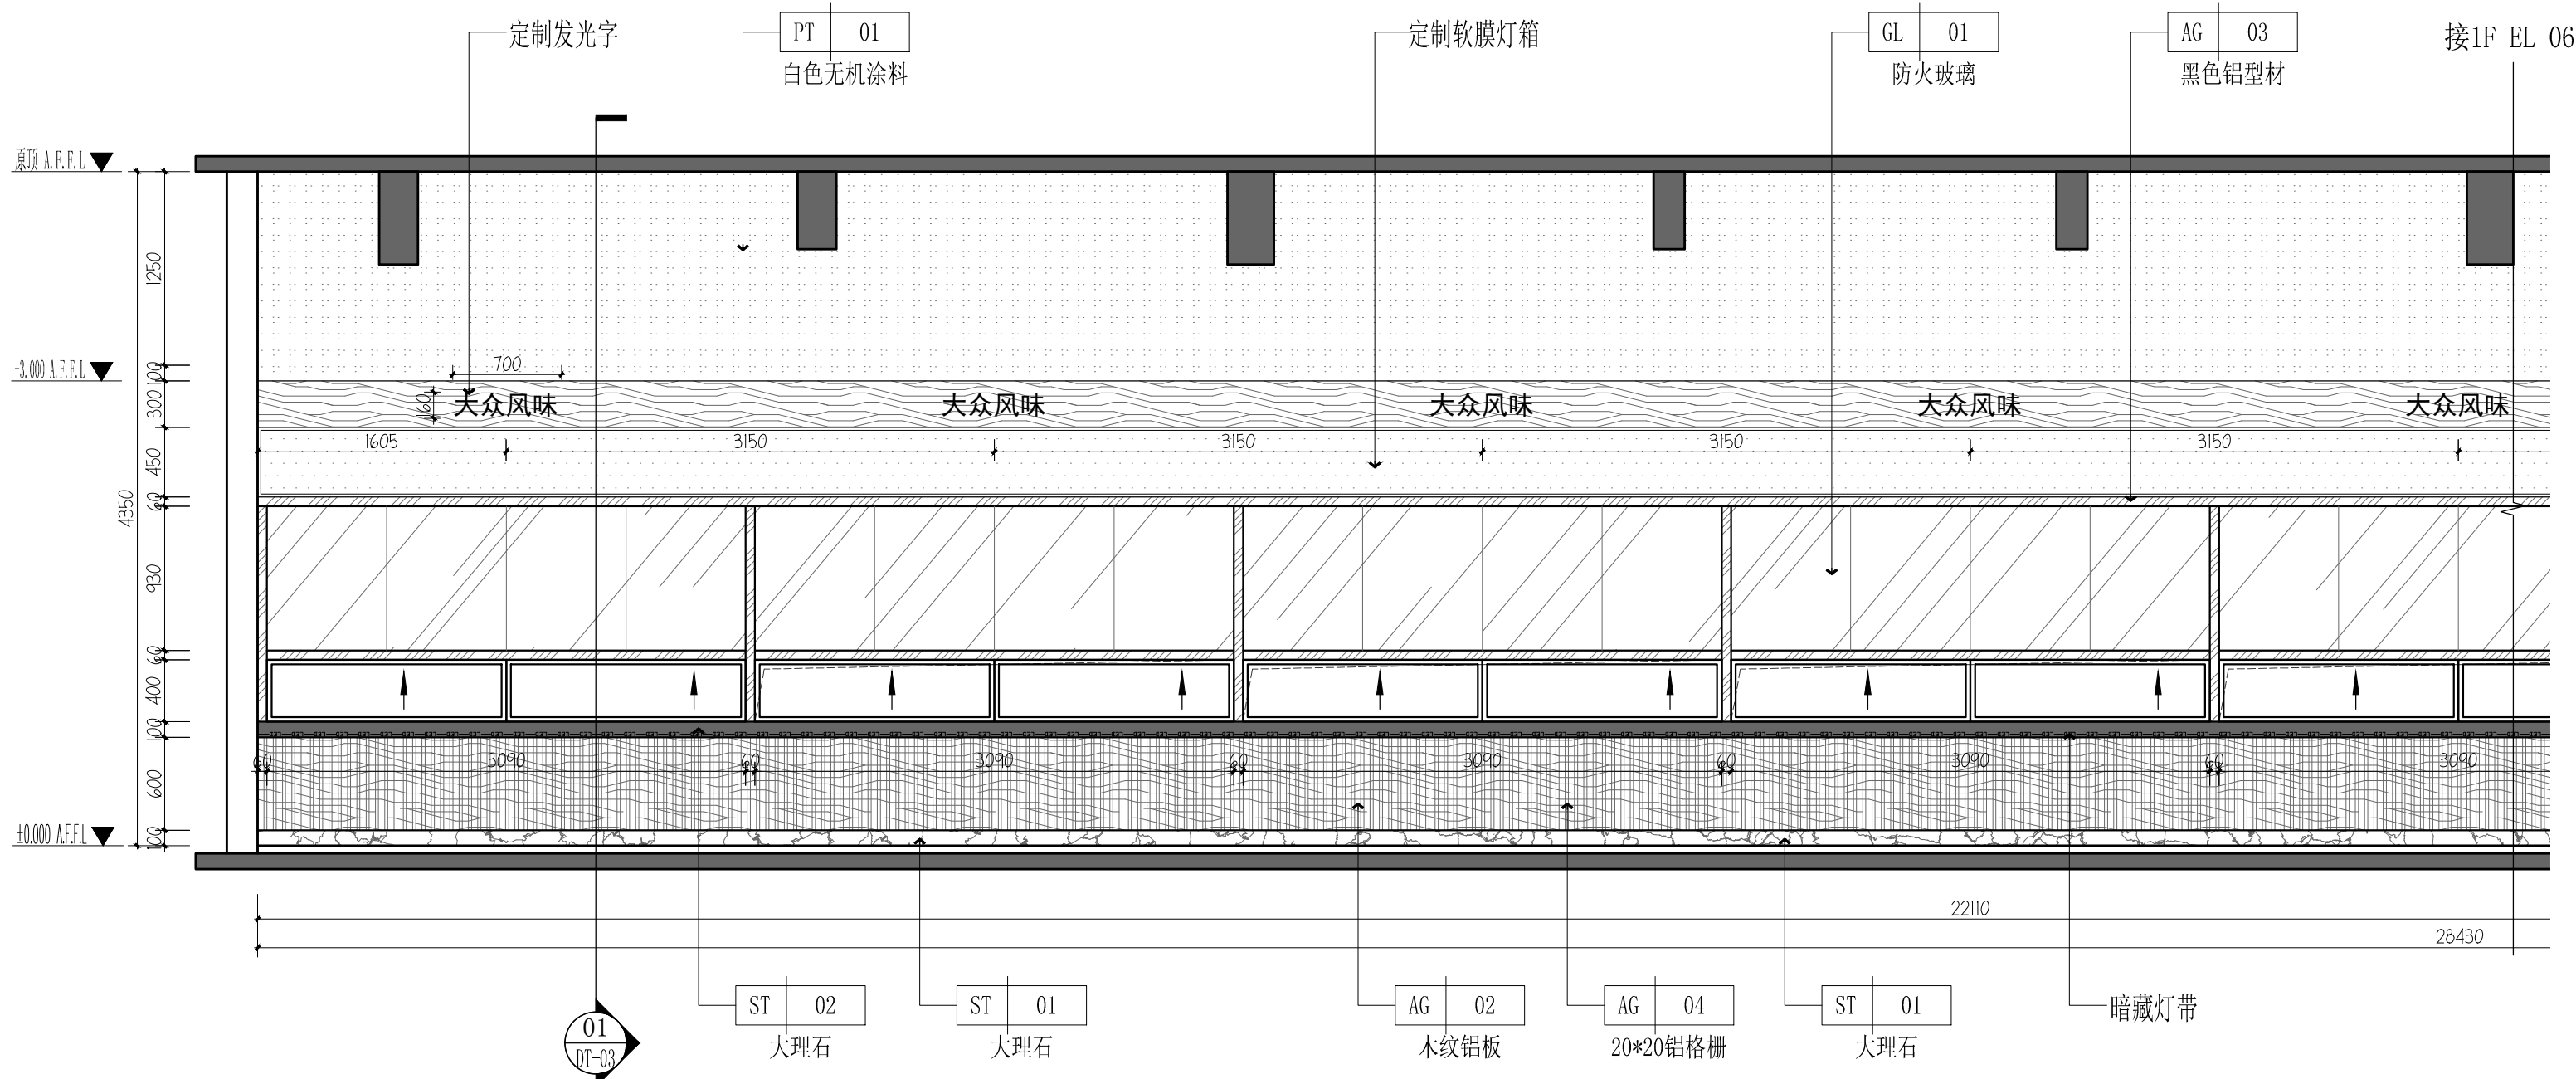 定制发光字
PT 01
白色无机涂料
定制软膜灯箱
GL 01
防火玻璃
AG 03
黑色铝型材
接1F-EL-06
原顶 A.F.F.L
1250
+3.000 A.F.F.L
100
700
300
160
大众风味 大众风味 大众风味 大众风味 大众风味
1605 3150 3150 3150 3150
450
4350
60
930
60
400
100
60 3090 60 3090 60 3090 60 3090 60 3090
600
±0.000 A.F.F.L
100
22110
28430
01
DT-03
ST 02
大理石
ST 01
大理石
AG 02
木纹铝板
AG 04
20*20铝格栅
ST 01
大理石
暗藏灯带